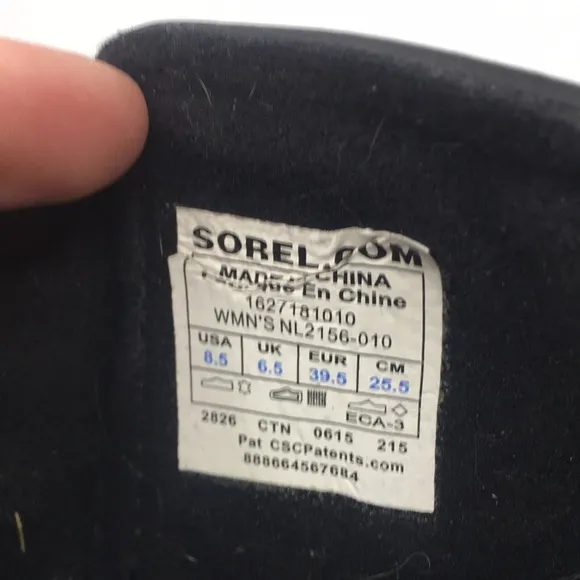 SOREL.COM
MADE CHINA
En Chine
1627181010
WMN'S NL2156-010
USA UK EUR CM
8.5 6.5 39.5 25.5
ECA-3
2826 CTN 0615 215
Pat CSCPatents.com
888664567684